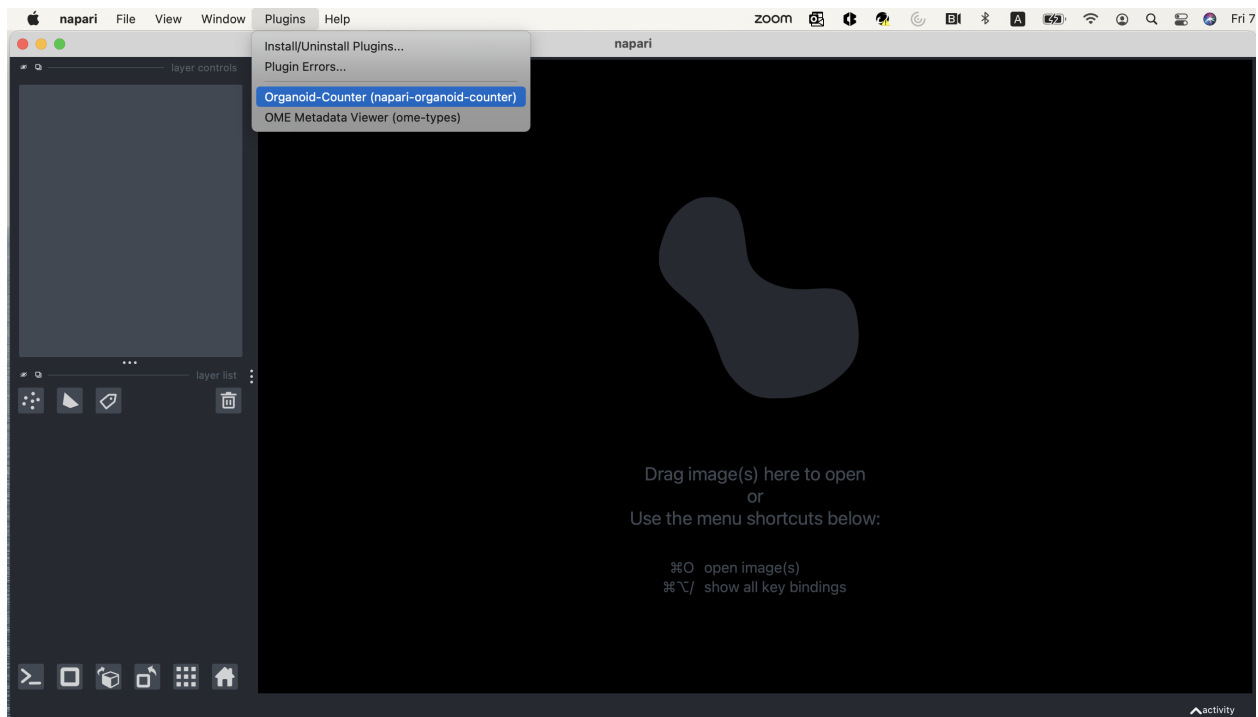 napari File View Window Plugins Help zoom A Fri 7
napari
Install/Uninstall Plugins...
Plugin Errors...
Organoid-Counter (napari-organoid-counter)
OME Metadata Viewer (ome-types)
layer controls
layer list
Drag image(s) here to open
or
Use the menu shortcuts below:
⌘O open image(s)
⌘⌥/ show all key bindings
activity